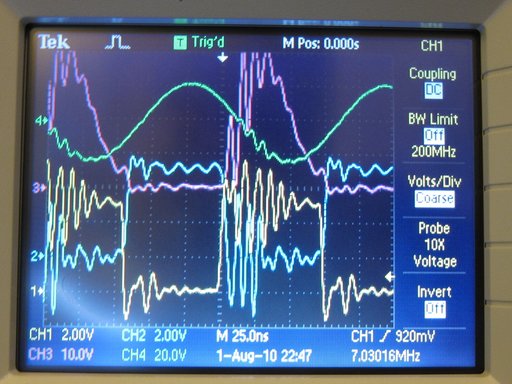 Tek T Trig'd M Pos: 0.000s CH1
Coupling
DC
BW Limit
Off
200MHz
Volts/Div
Coarse
Probe
10X
Voltage
Invert
Off
4
3
2
1
CH1 2.00V CH2 2.00V M 25.0ns CH1 920mV
CH3 10.0V CH4 20.0V 1-Aug-10 22:47 7.03016MHz